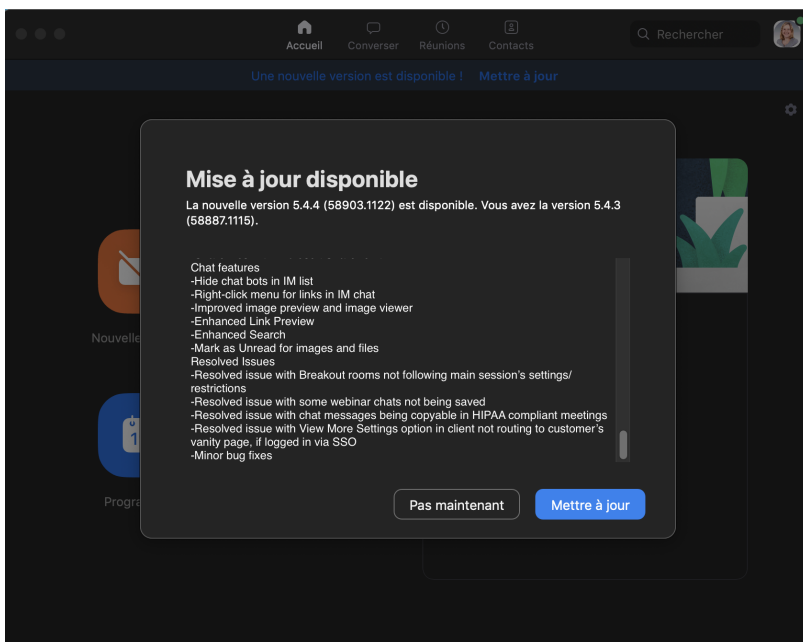 Accueil
Converser
Réunions
Contacts
Rechercher
Une nouvelle version est disponible ! Mettre à jour
Mise à jour disponible
La nouvelle version 5.4.4 (58903.1122) est disponible. Vous avez la version 5.4.3
(58887.1115).
Chat features
-Hide chat bots in IM list
-Right-click menu for links in IM chat
-Improved image preview and image viewer
-Enhanced Link Preview
-Enhanced Search
-Mark as Unread for images and files
Resolved Issues
-Resolved issue with Breakout rooms not following main session's settings/
restrictions
-Resolved issue with some webinar chats not being saved
-Resolved issue with chat messages being copyable in HIPAA compliant meetings
-Resolved issue with View More Settings option in client not routing to customer's
vanity page, if logged in via SSO
-Minor bug fixes
Nouvelle
1
Progra
Pas maintenant
Mettre à jour